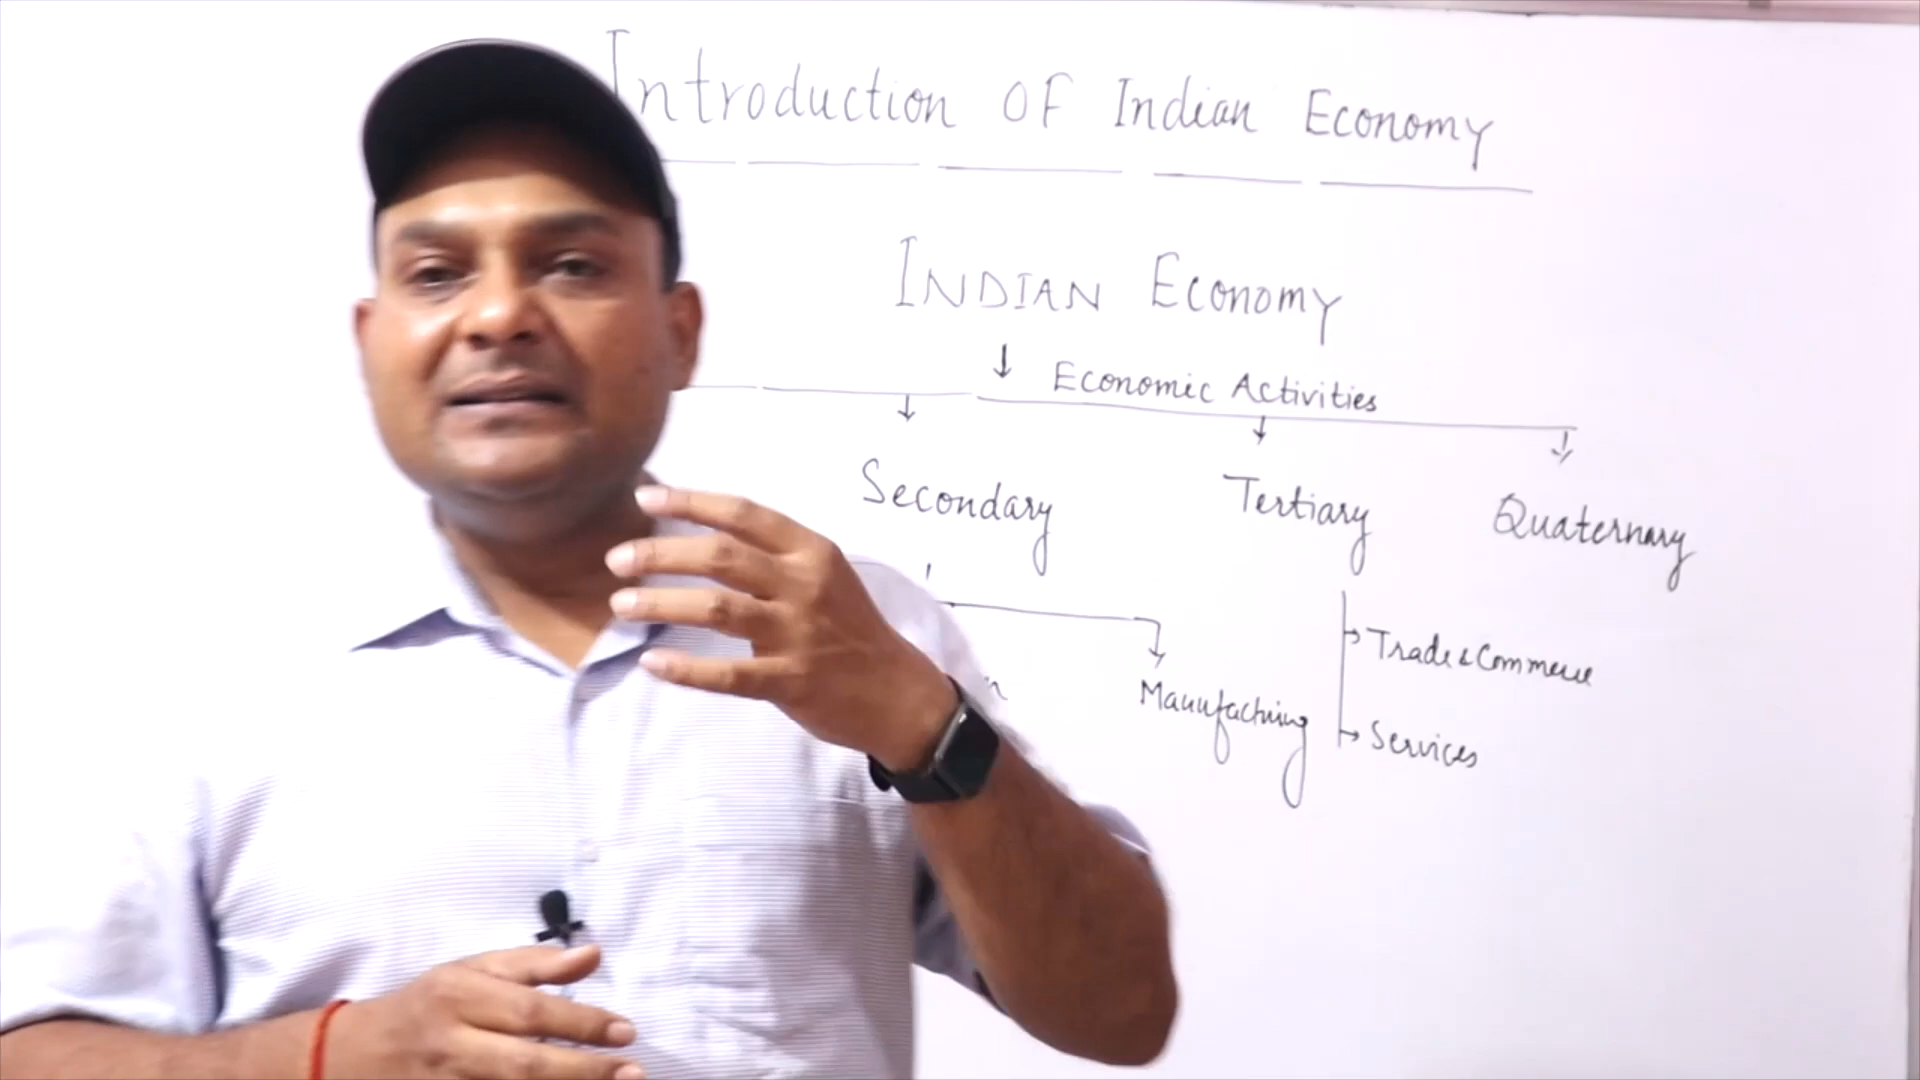 Introduction OF Indian Economy
INDIAN Economy
↓ Economic Activities
Secondary Tertiary Quaternary
Trade & Commerce
Manufacturing
Services